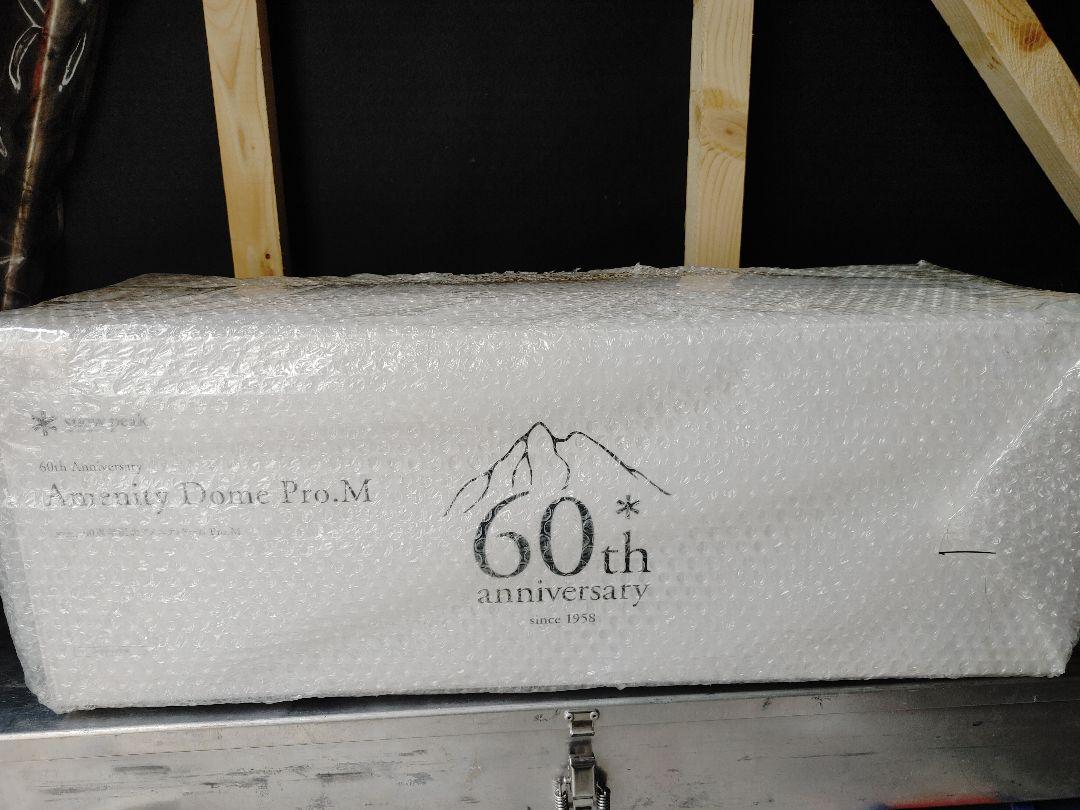 snow peak
60th Anniversary
Amenity Dome Pro.M
60th
anniversary
since 1958